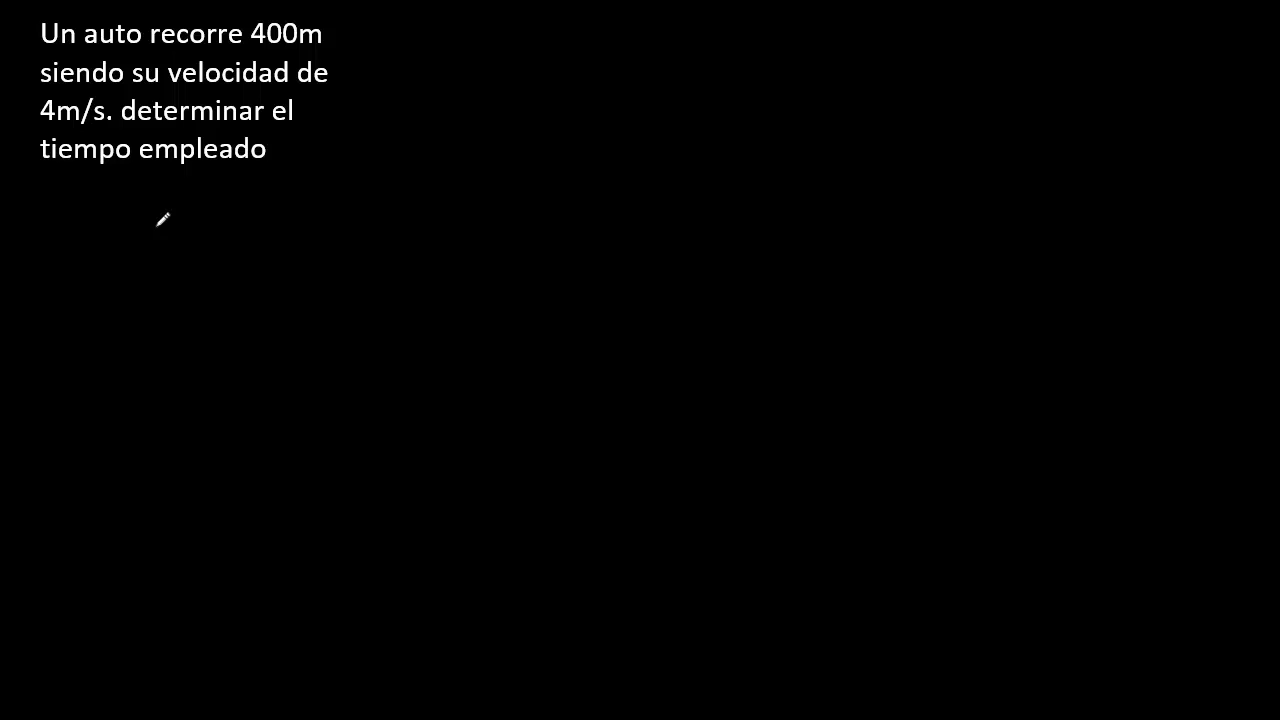 Un auto recorre 400m
siendo su velocidad de
4m/s. determinar el
tiempo empleado